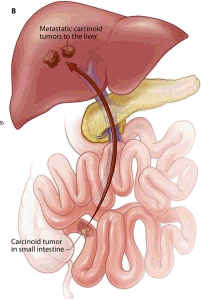 B
Metastatic carcinoid
tumors to the liver
Carcinoid tumor
in small intestine